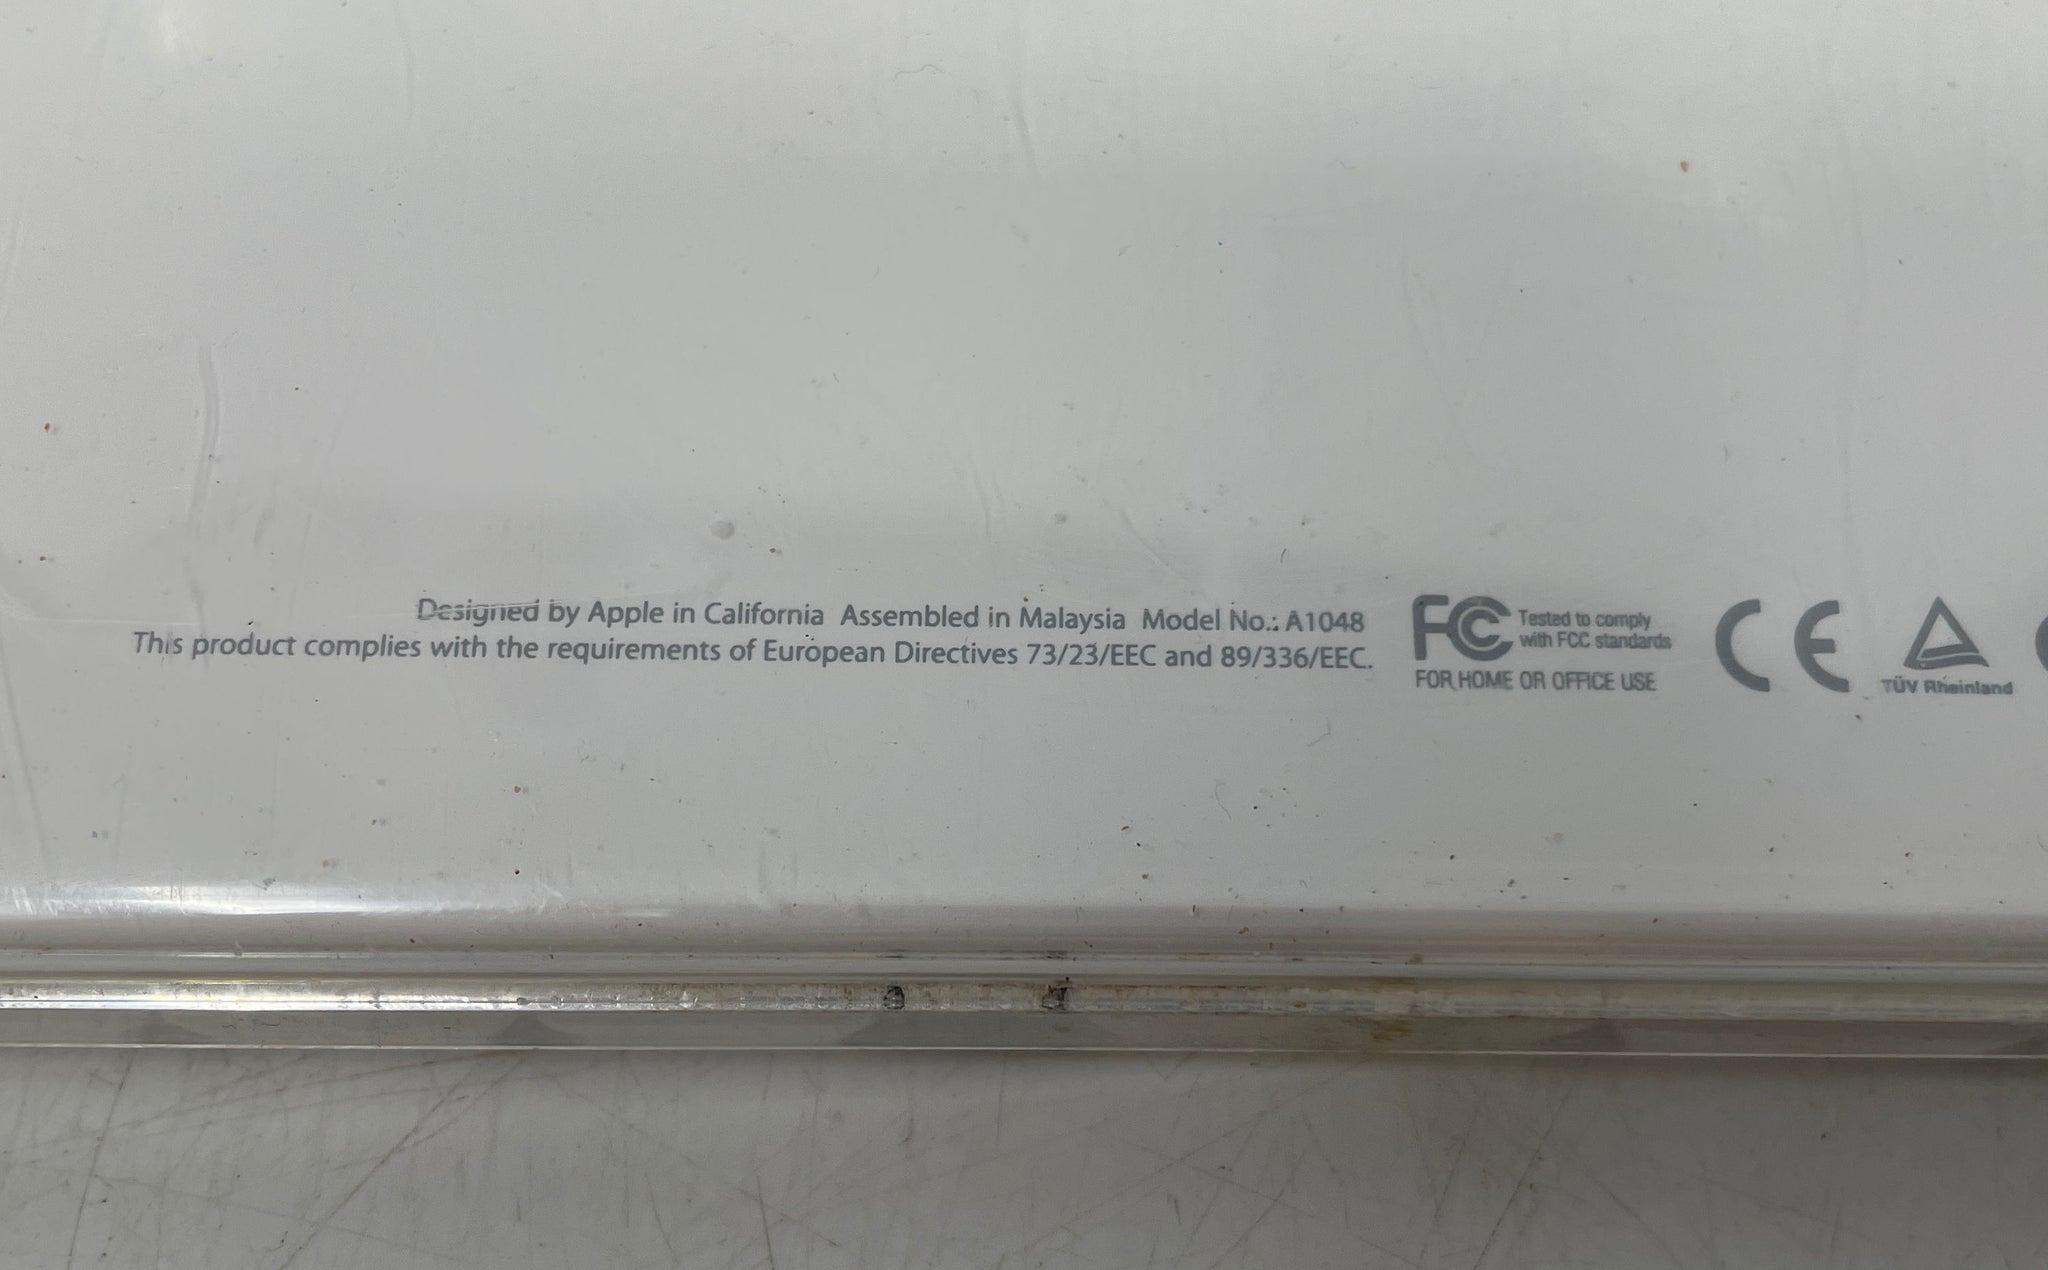 Designed by Apple in California  Assembled in Malaysia  Model No.: A1048
This product complies with the requirements of European Directives 73/23/EEC and 89/336/EEC.
FC Tested to comply
with FCC standards
FOR HOME OR OFFICE USE
CE
TÜV Rheinland